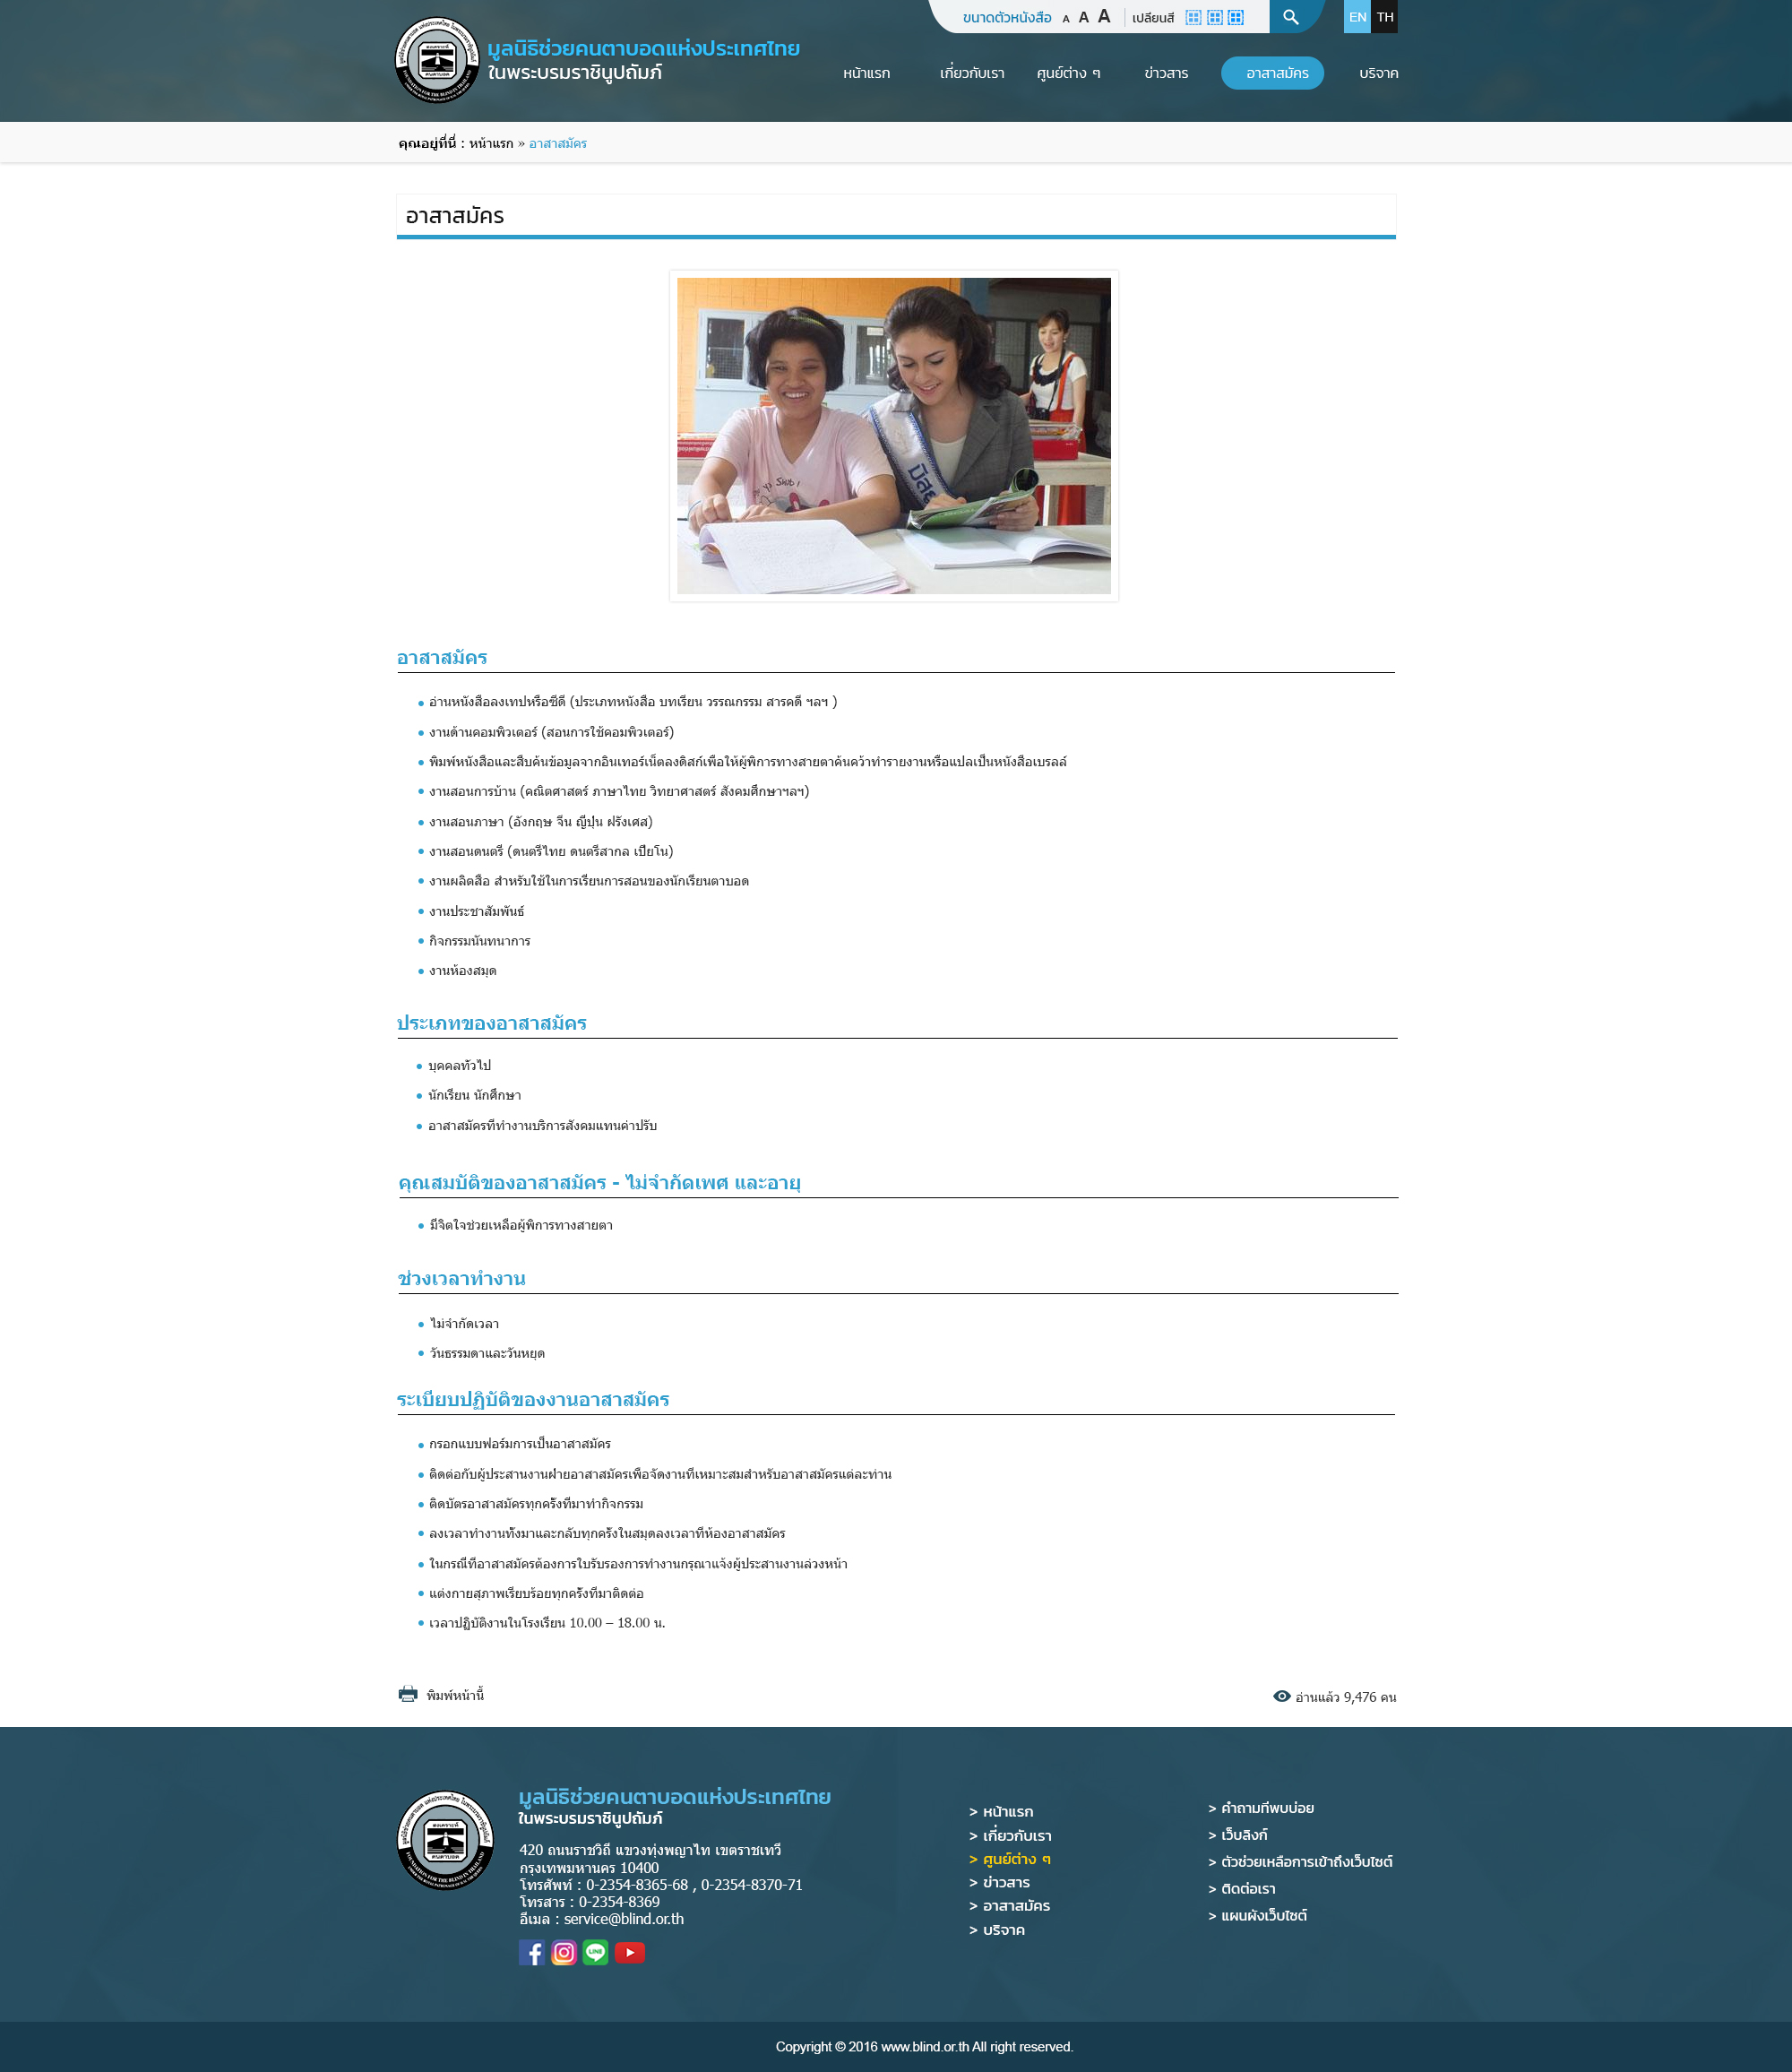 ขนาดตัวหนังสือ A A A เปลี่ยนสี
EN TH
มูลนิธิช่วยคนตาบอดแห่งประเทศไทย
ในพระบรมราชินูปถัมภ์
หน้าแรก เกี่ยวกับเรา ศูนย์ต่าง ๆ ข่าวสาร อาสาสมัคร บริจาค
คุณอยู่ที่นี่ : หน้าแรก » อาสาสมัคร
อาสาสมัคร
อาสาสมัคร
อ่านหนังสือลงเทปหรือซีดี (ประเภทหนังสือ บทเรียน วรรณกรรม สารคดี ฯลฯ )
งานด้านคอมพิวเตอร์ (สอนการใช้คอมพิวเตอร์)
พิมพ์หนังสือและสืบค้นข้อมูลจากอินเทอร์เน็ตลงดิสก์เพื่อให้ผู้พิการทางสายตาค้นคว้าทำรายงานหรือแปลเป็นหนังสือเบรลล์
งานสอนการบ้าน (คณิตศาสตร์ ภาษาไทย วิทยาศาสตร์ สังคมศึกษาฯลฯ)
งานสอนภาษา (อังกฤษ จีน ญี่ปุ่น ฝรั่งเศส)
งานสอนดนตรี (ดนตรีไทย ดนตรีสากล เปียโน)
งานผลิตสื่อ สำหรับใช้ในการเรียนการสอนของนักเรียนตาบอด
งานประชาสัมพันธ์
กิจกรรมนันทนาการ
งานห้องสมุด
ประเภทของอาสาสมัคร
บุคคลทั่วไป
นักเรียน นักศึกษา
อาสาสมัครที่ทำงานบริการสังคมแทนค่าปรับ
คุณสมบัติของอาสาสมัคร - ไม่จำกัดเพศ และอายุ
มีจิตใจช่วยเหลือผู้พิการทางสายตา
ช่วงเวลาทำงาน
ไม่จำกัดเวลา
วันธรรมดาและวันหยุด
ระเบียบปฏิบัติของงานอาสาสมัคร
กรอกแบบฟอร์มการเป็นอาสาสมัคร
ติดต่อกับผู้ประสานงานฝ่ายอาสาสมัครเพื่อจัดงานที่เหมาะสมสำหรับอาสาสมัครแต่ละท่าน
ติดบัตรอาสาสมัครทุกครั้งที่มาทำกิจกรรม
ลงเวลาทำงานทั้งมาและกลับทุกครั้งในสมุดลงเวลาที่ห้องอาสาสมัคร
ในกรณีที่อาสาสมัครต้องการใบรับรองการทำงานกรุณาแจ้งผู้ประสานงานล่วงหน้า
แต่งกายสุภาพเรียบร้อยทุกครั้งที่มาติดต่อ
เวลาปฏิบัติงานในโรงเรียน 10.00 – 18.00 น.
พิมพ์หน้านี้
อ่านแล้ว 9,476 คน
มูลนิธิช่วยคนตาบอดแห่งประเทศไทย
ในพระบรมราชินูปถัมภ์
420 ถนนราชวิถี แขวงทุ่งพญาไท เขตราชเทวี
กรุงเทพมหานคร 10400
โทรศัพท์ : 0-2354-8365-68 , 0-2354-8370-71
โทรสาร : 0-2354-8369
อีเมล : service@blind.or.th
> หน้าแรก
> เกี่ยวกับเรา
> ศูนย์ต่าง ๆ
> ข่าวสาร
> อาสาสมัคร
> บริจาค
> คำถามที่พบบ่อย
> เว็บลิงก์
> ตัวช่วยเหลือการเข้าถึงเว็บไซต์
> ติดต่อเรา
> แผนผังเว็บไซต์
Copyright © 2016 www.blind.or.th All right reserved.